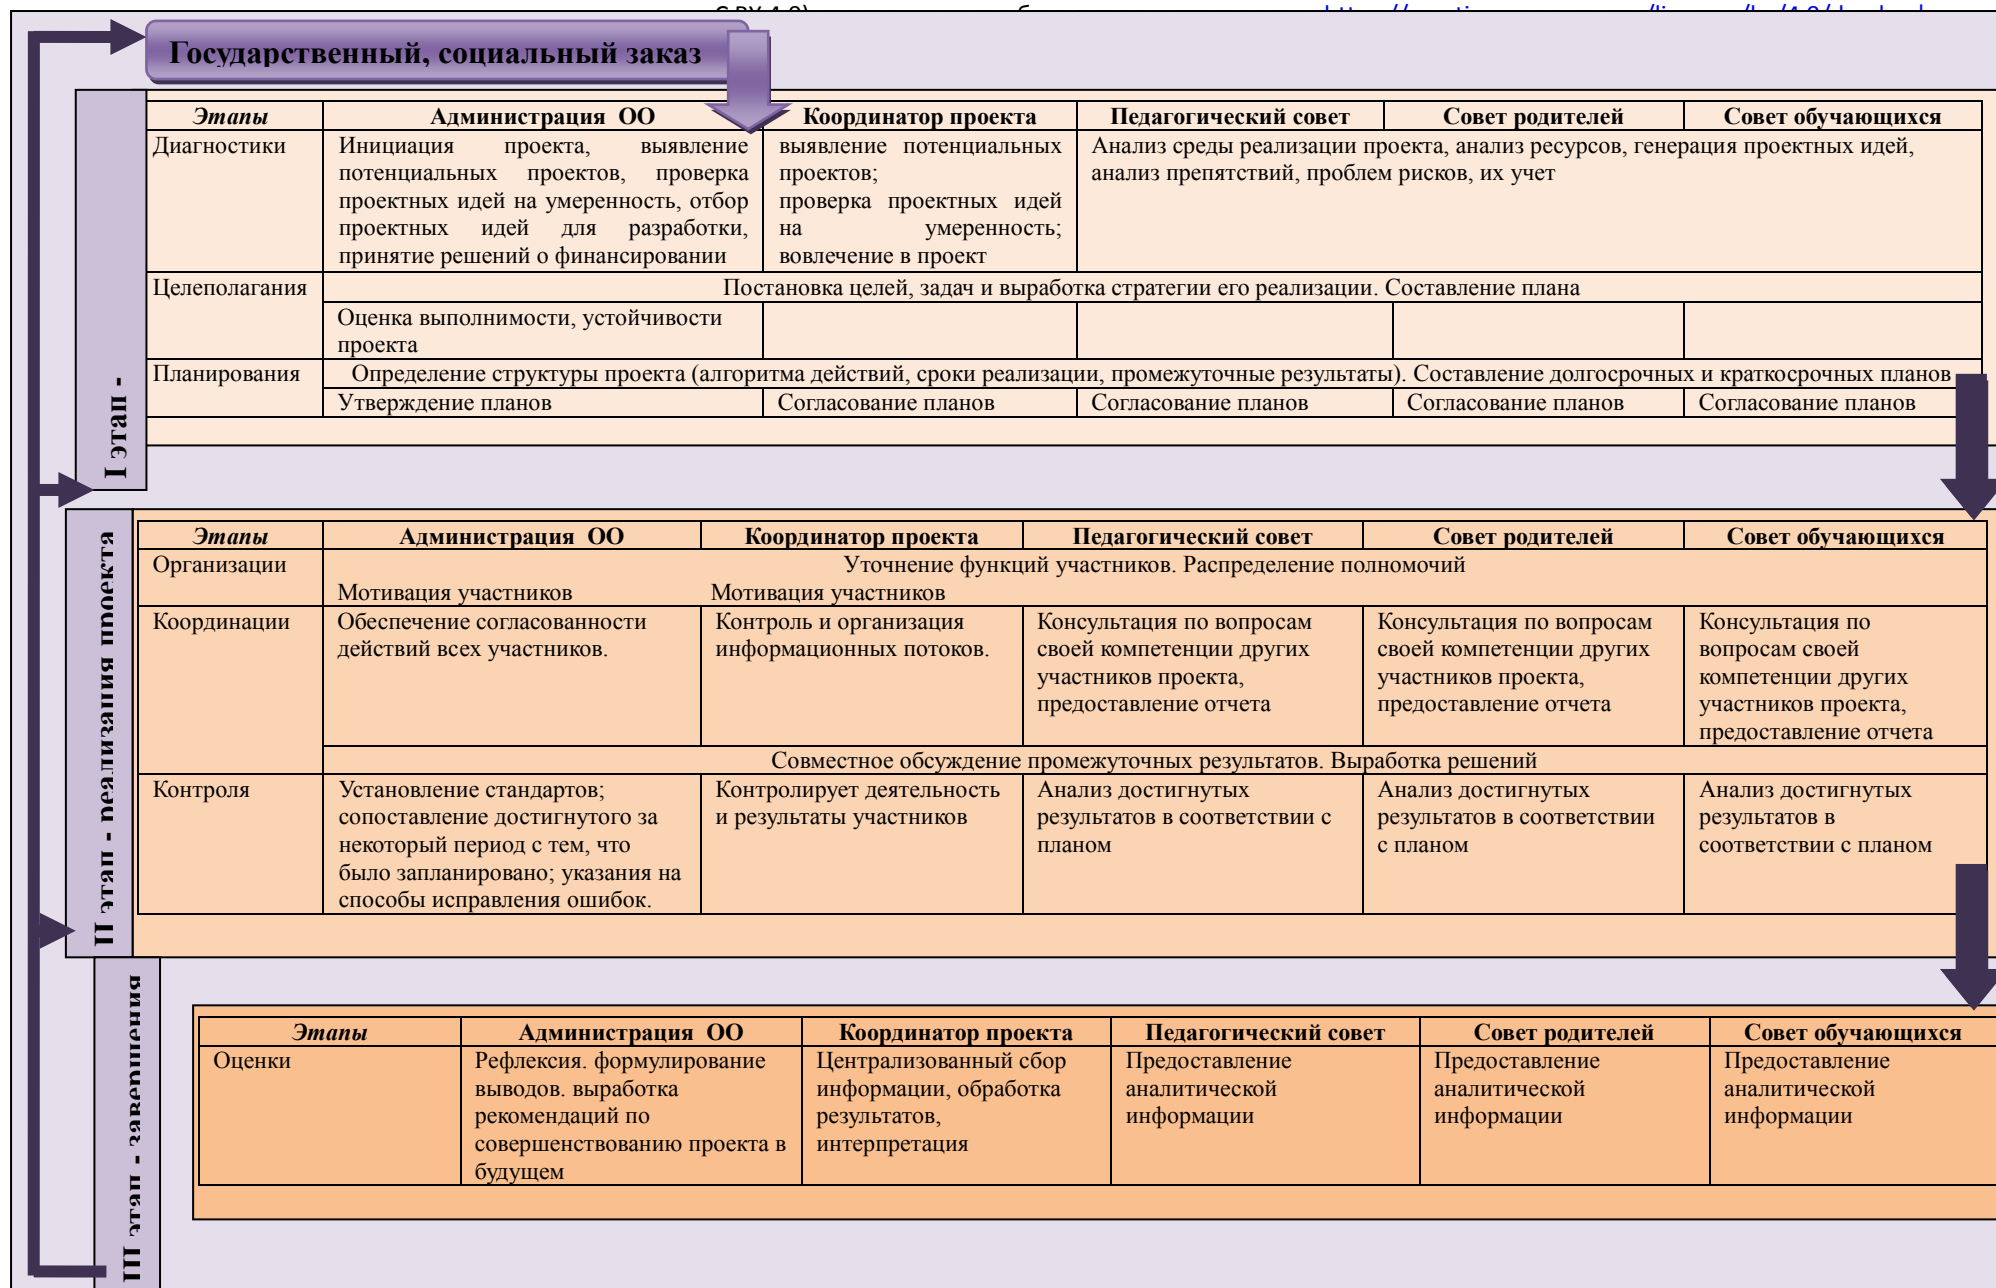 Государственный, социальный заказ
I этап -
Этапы Администрация ОО Координатор проекта Педагогический совет Совет родителей Совет обучающихся
Диагностики
Инициация проекта, выявление
потенциальных проектов, проверка
проектных идей на умеренность, отбор
проектных идей для разработки,
принятие решений о финансировании
выявление потенциальных
проектов;
проверка проектных идей
на умеренность;
вовлечение в проект
Анализ среды реализации проекта, анализ ресурсов, генерация проектных идей,
анализ препятствий, проблем рисков, их учет
Целеполагания
Постановка целей, задач и выработка стратегии его реализации. Составление плана
Оценка выполнимости, устойчивости
проекта
Планирования
Определение структуры проекта (алгоритма действий, сроки реализации, промежуточные результаты). Составление долгосрочных и краткосрочных планов
Утверждение планов Согласование планов Согласование планов Согласование планов Согласование планов
II этап - реализация проекта
Этапы Администрация ОО Координатор проекта Педагогический совет Совет родителей Совет обучающихся
Организации
Уточнение функций участников. Распределение полномочий
Мотивация участников Мотивация участников
Координации
Обеспечение согласованности
действий всех участников.
Контроль и организация
информационных потоков.
Консультация по вопросам
своей компетенции других
участников проекта,
предоставление отчета
Консультация по вопросам
своей компетенции других
участников проекта,
предоставление отчета
Консультация по
вопросам своей
компетенции других
участников проекта,
предоставление отчета
Совместное обсуждение промежуточных результатов. Выработка решений
Контроля
Установление стандартов;
сопоставление достигнутого за
некоторый период с тем, что
было запланировано; указания на
способы исправления ошибок.
Контролирует деятельность
и результаты участников
Анализ достигнутых
результатов в соответствии с
планом
Анализ достигнутых
результатов в соответствии
с планом
Анализ достигнутых
результатов в
соответствии с планом
III этап - завершения
Этапы Администрация ОО Координатор проекта Педагогический совет Совет родителей Совет обучающихся
Оценки
Рефлексия. формулирование
выводов. выработка
рекомендаций по
совершенствованию проекта в
будущем
Централизованный сбор
информации, обработка
результатов,
интерпретация
Предоставление
аналитической
информации
Предоставление
аналитической
информации
Предоставление
аналитической
информации